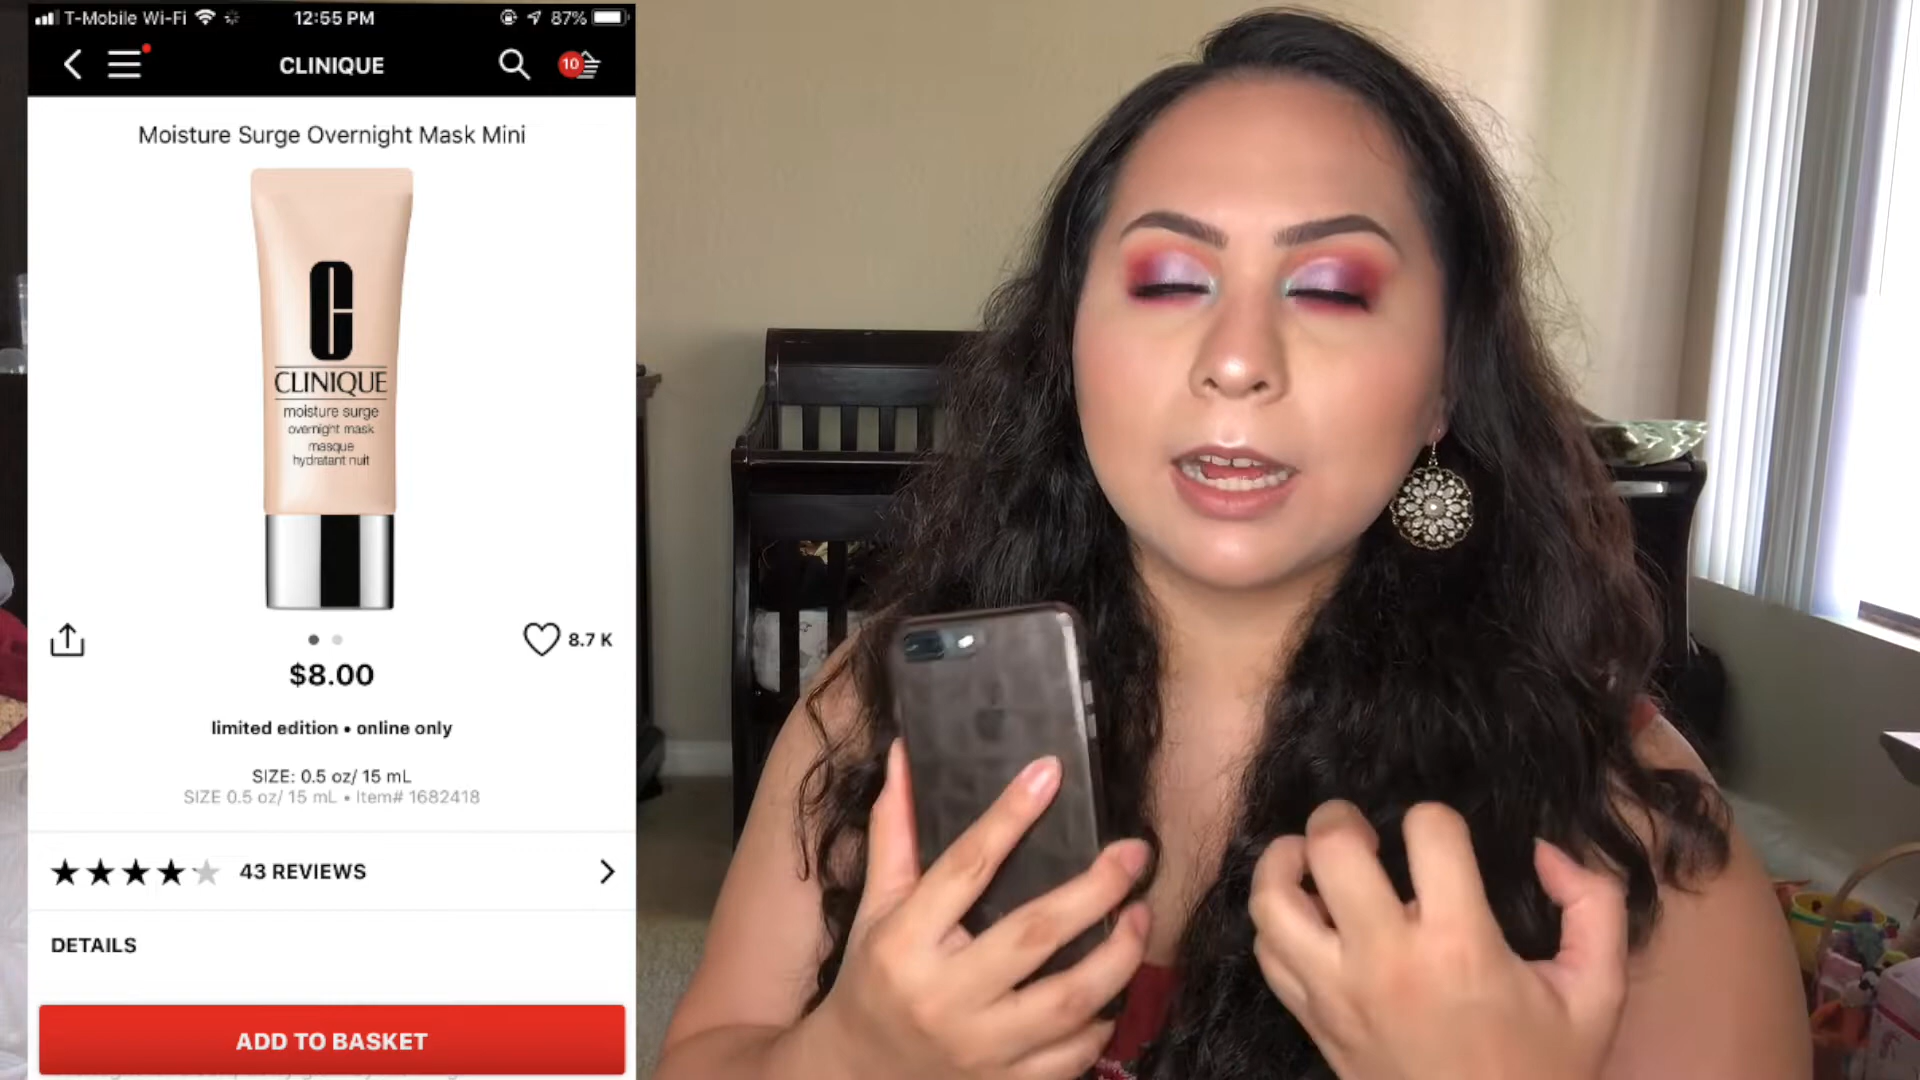 T-Mobile Wi-Fi
12:55 PM
87%
CLINIQUE
10
Moisture Surge Overnight Mask Mini
CLINIQUE
moisture surge
overnight mask
masque
hydratant nuit
8.7 K
$8.00
limited edition • online only
SIZE: 0.5 oz/ 15 mL
SIZE 0.5 oz/ 15 mL • Item# 1682418
43 REVIEWS
DETAILS
ADD TO BASKET